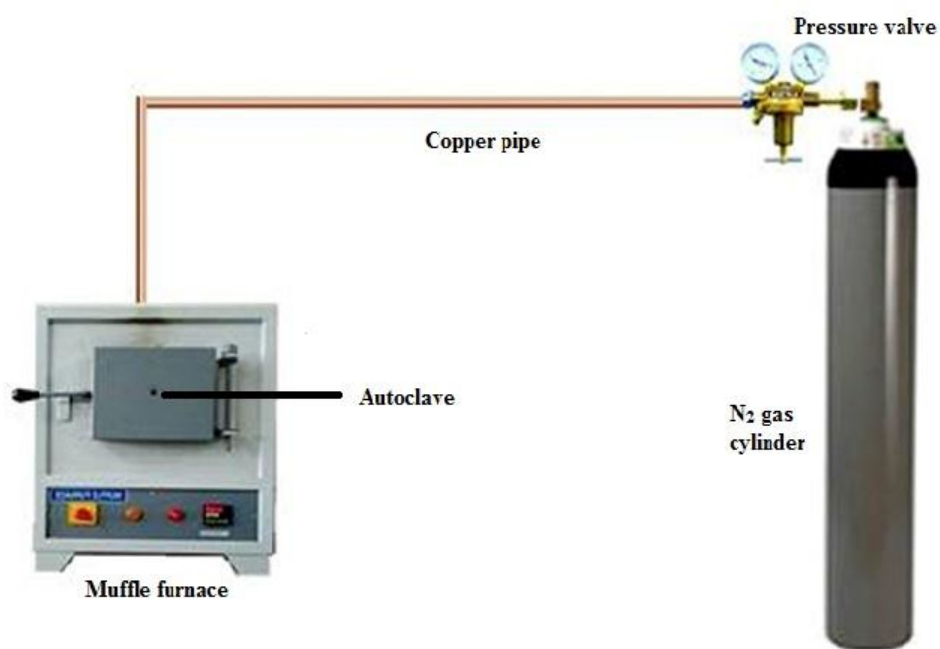 Pressure valve
Copper pipe
Autoclave
N₂ gas
cylinder
Muffle furnace